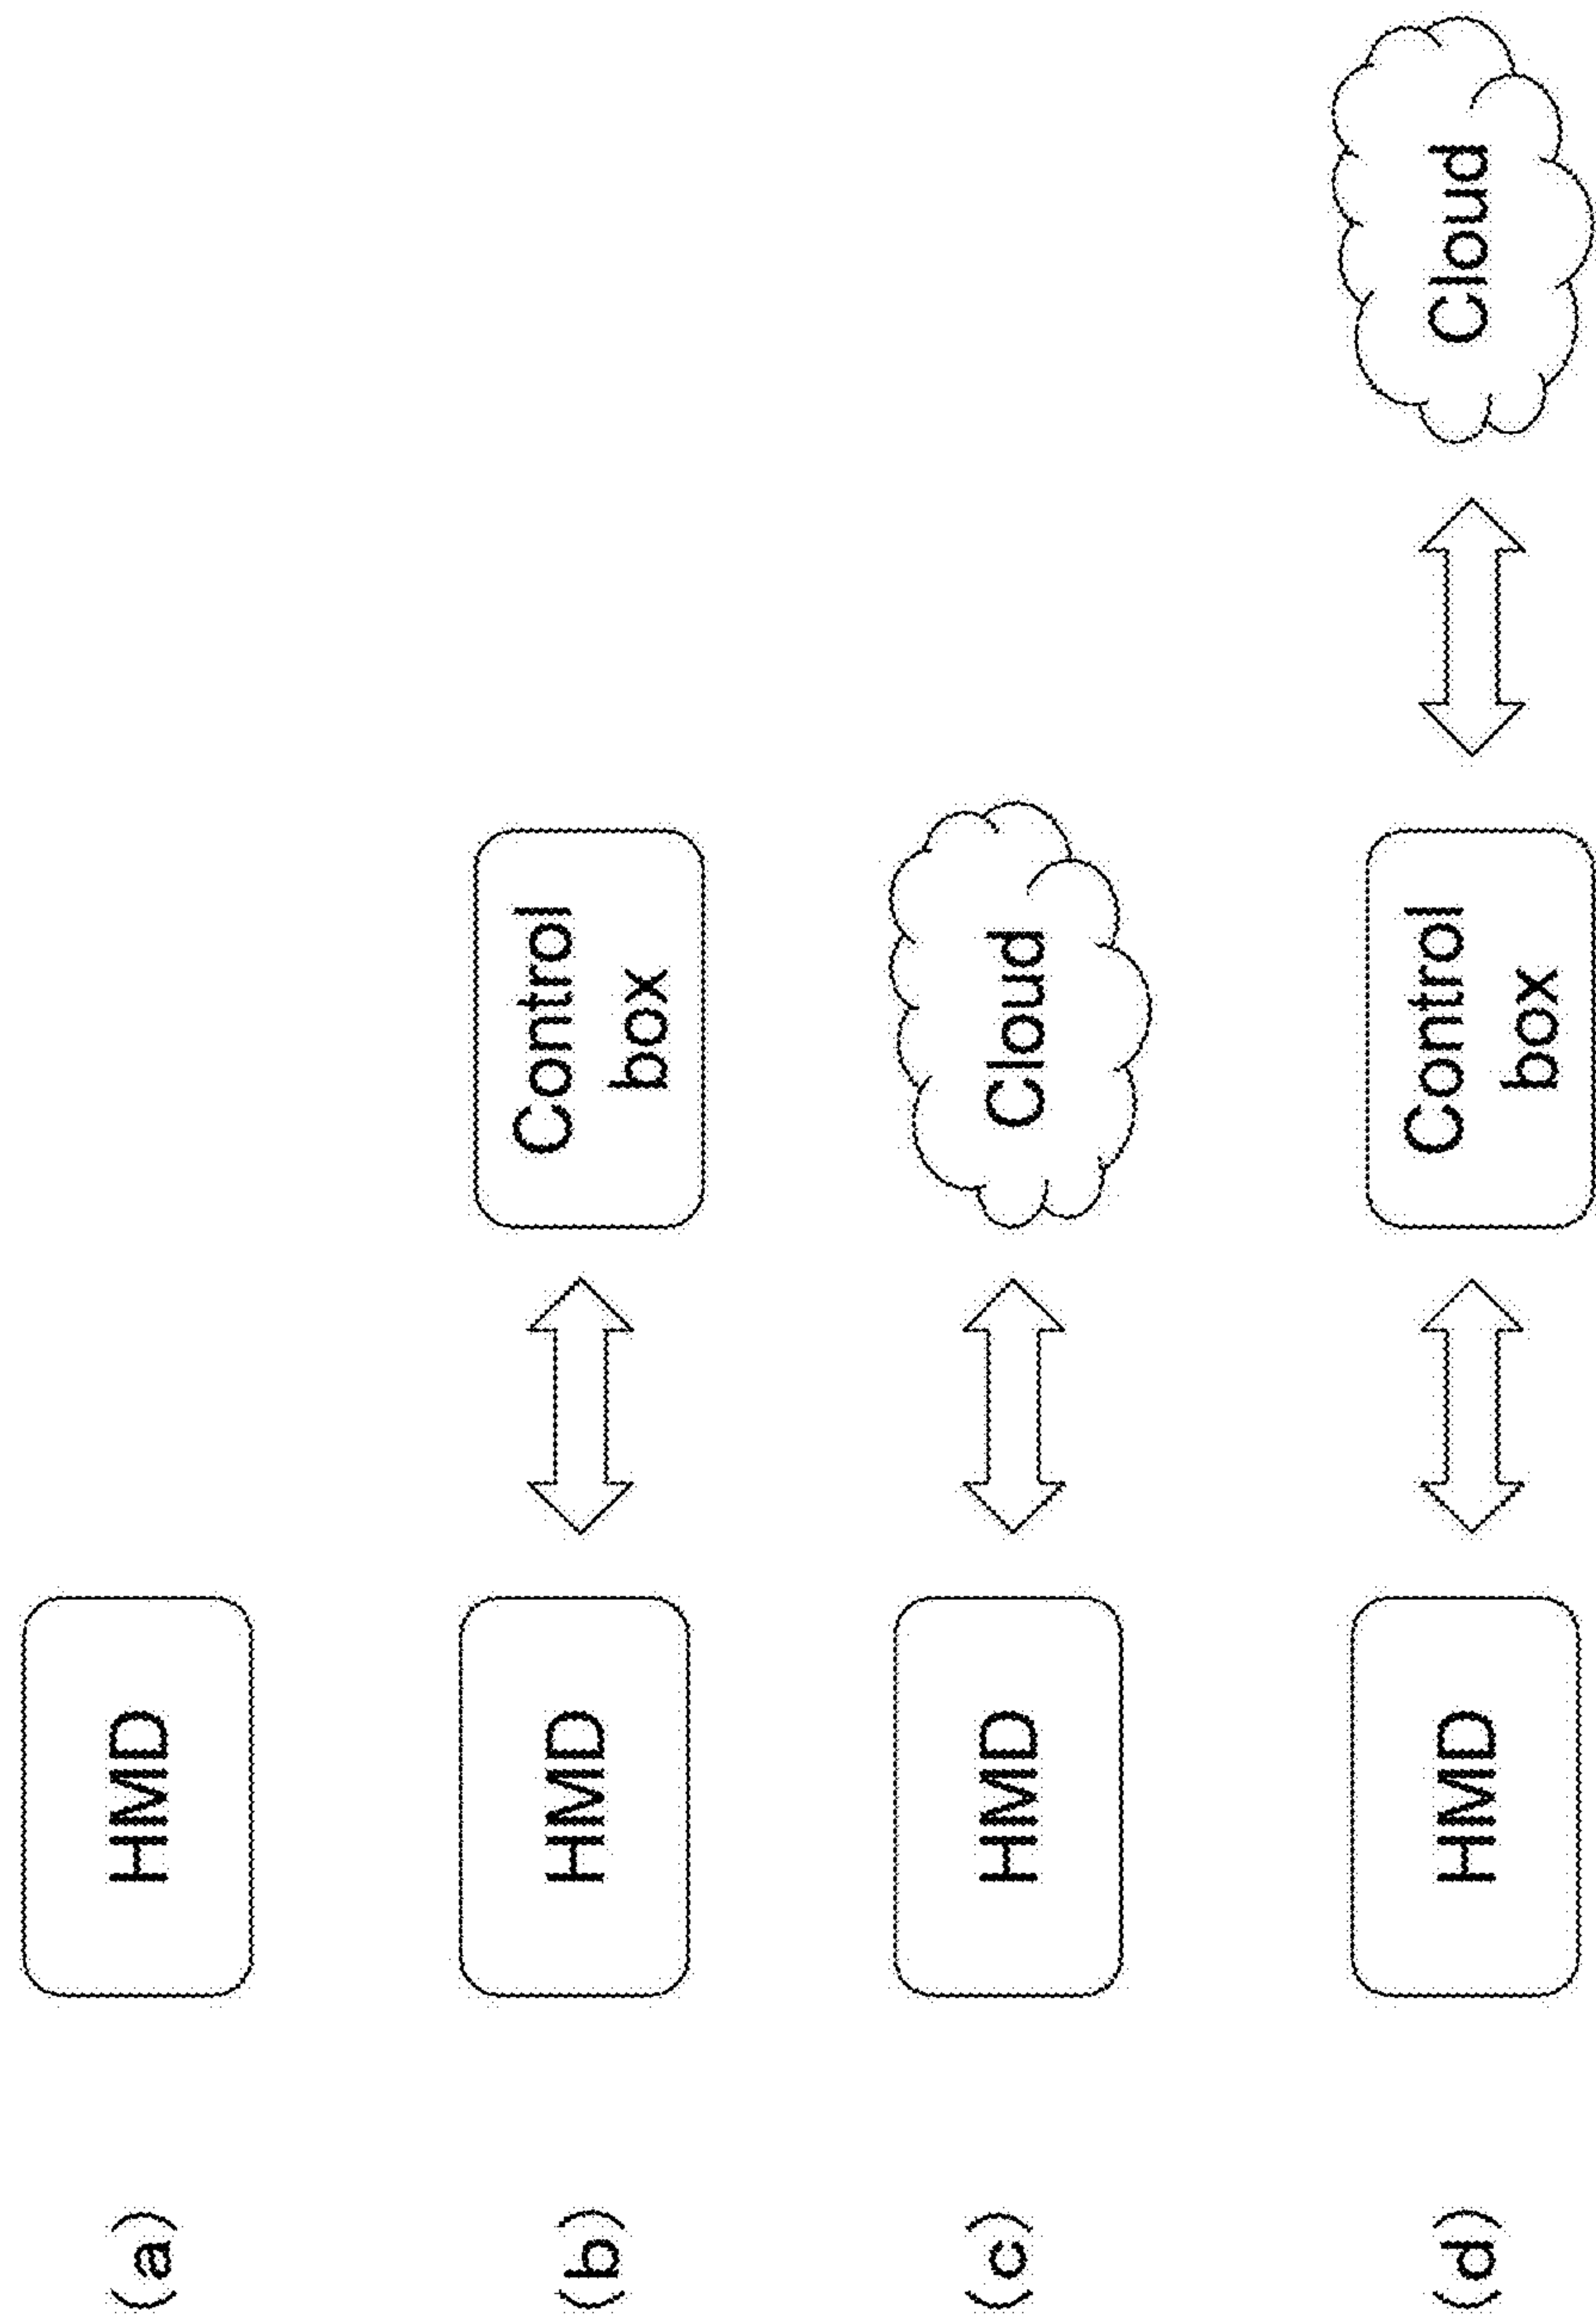 (a)
HMD
(b)
HMD
Control
box
(c)
HMD
Cloud
(d)
HMD
Control
box
Cloud